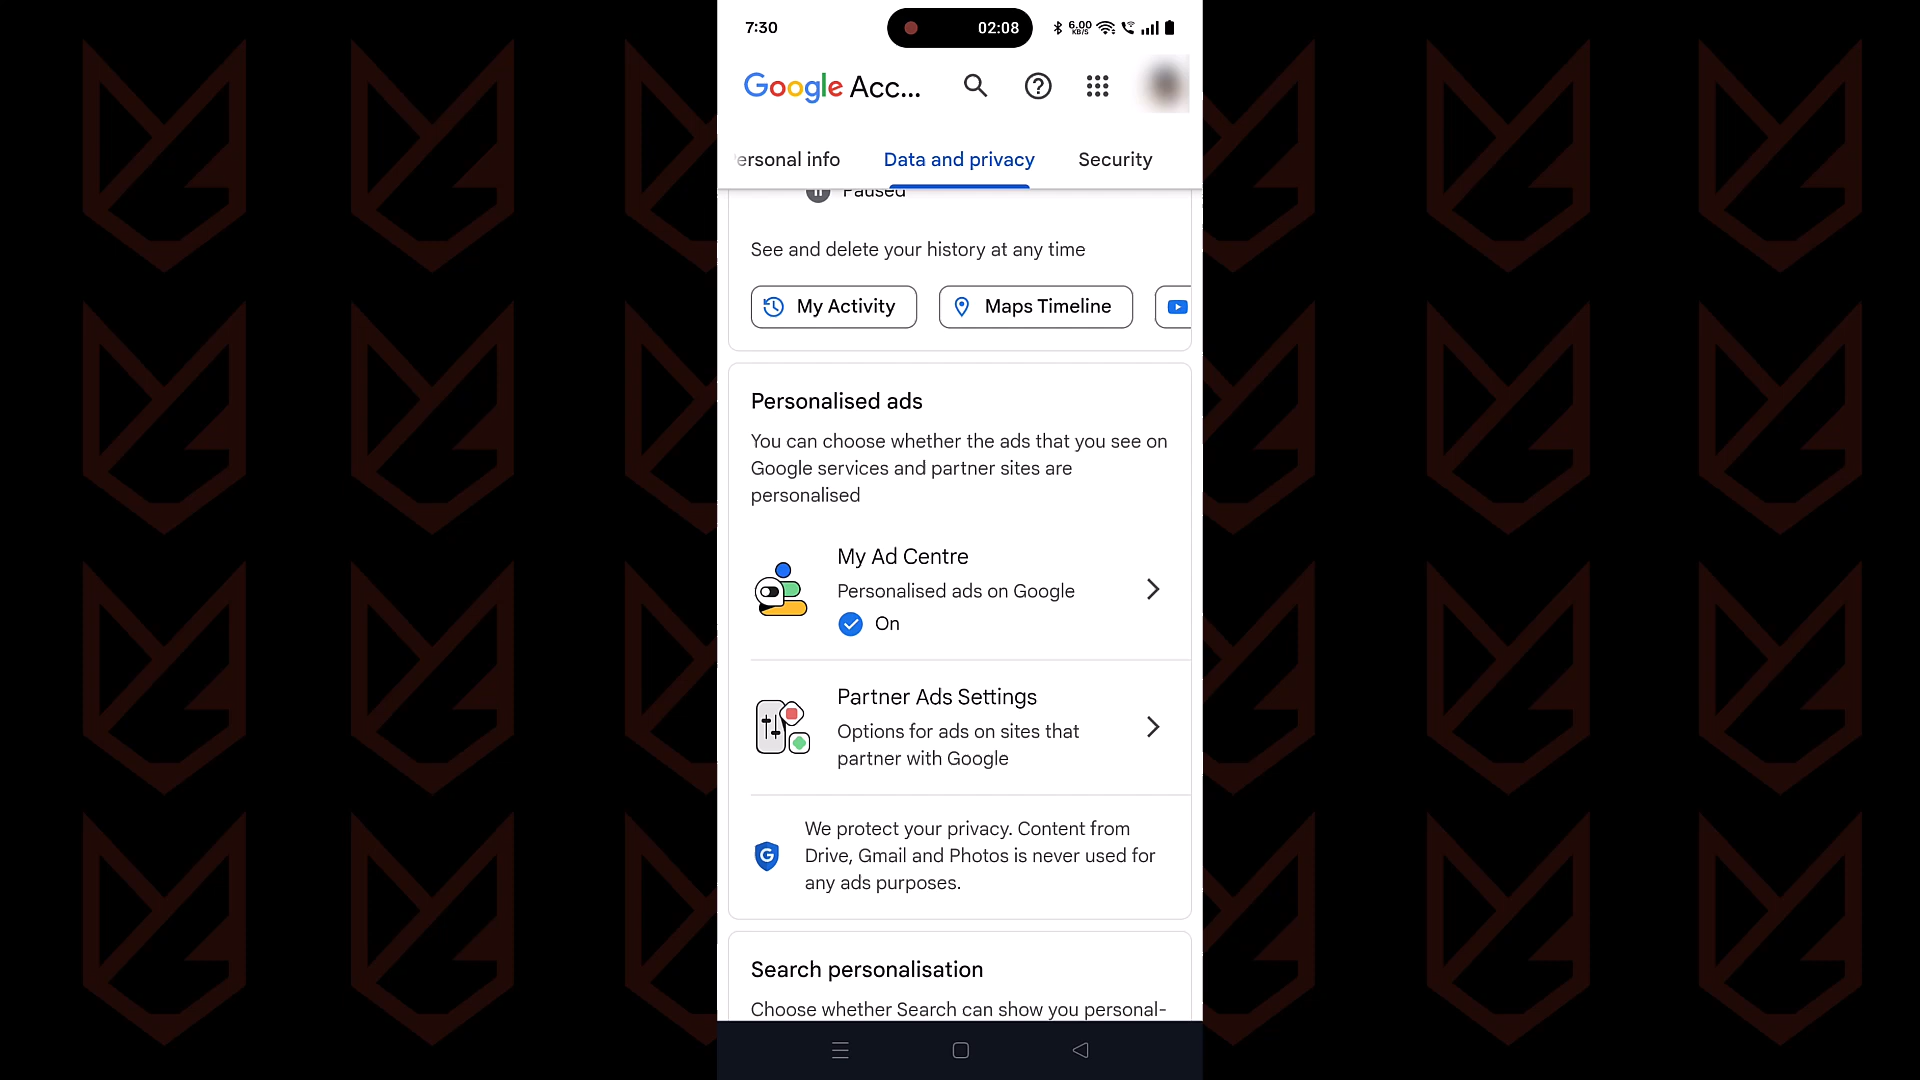 7:30
02:08
6.00
KB/S
Google Acc...
ersonal info
Data and privacy
Security
Paused
See and delete your history at any time
My Activity
Maps Timeline
Personalised ads
You can choose whether the ads that you see on
Google services and partner sites are
personalised
My Ad Centre
Personalised ads on Google
On
Partner Ads Settings
Options for ads on sites that
partner with Google
We protect your privacy. Content from
Drive, Gmail and Photos is never used for
any ads purposes.
Search personalisation
Choose whether Search can show you personal-